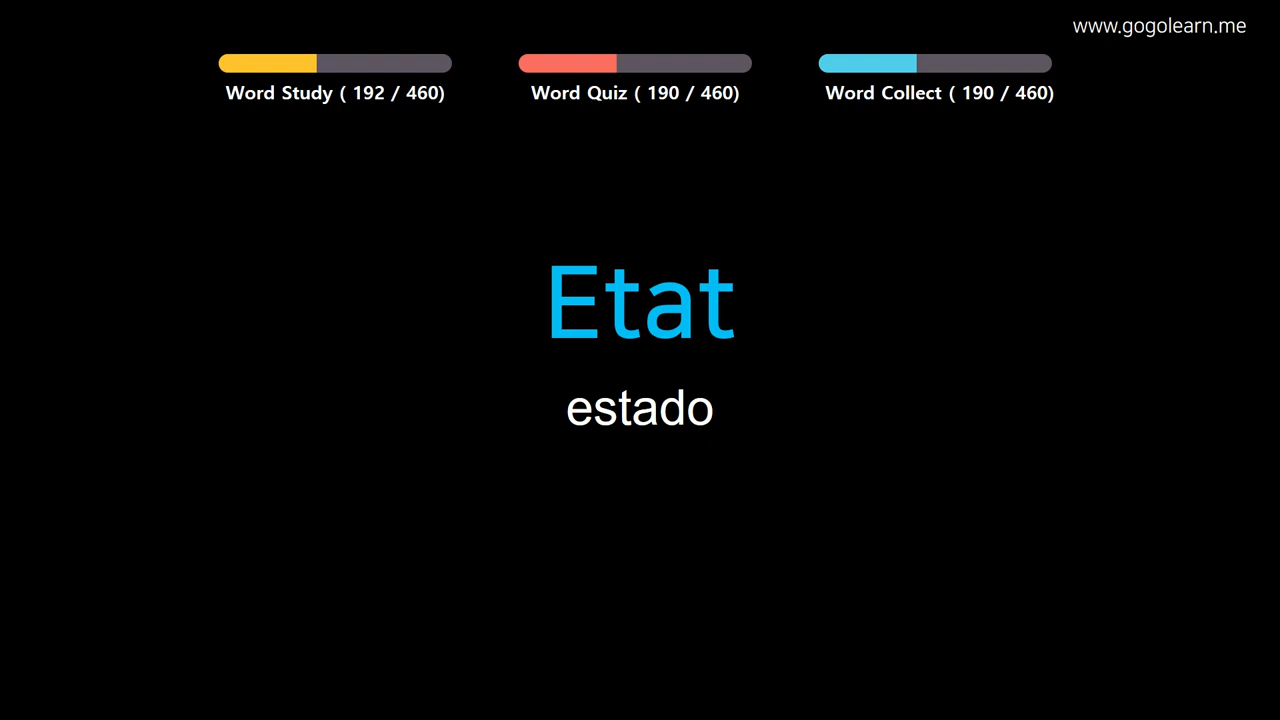 www.gogolearn.me
Word Study ( 192 / 460)
Word Quiz ( 190 / 460)
Word Collect ( 190 / 460)
Etat
estado